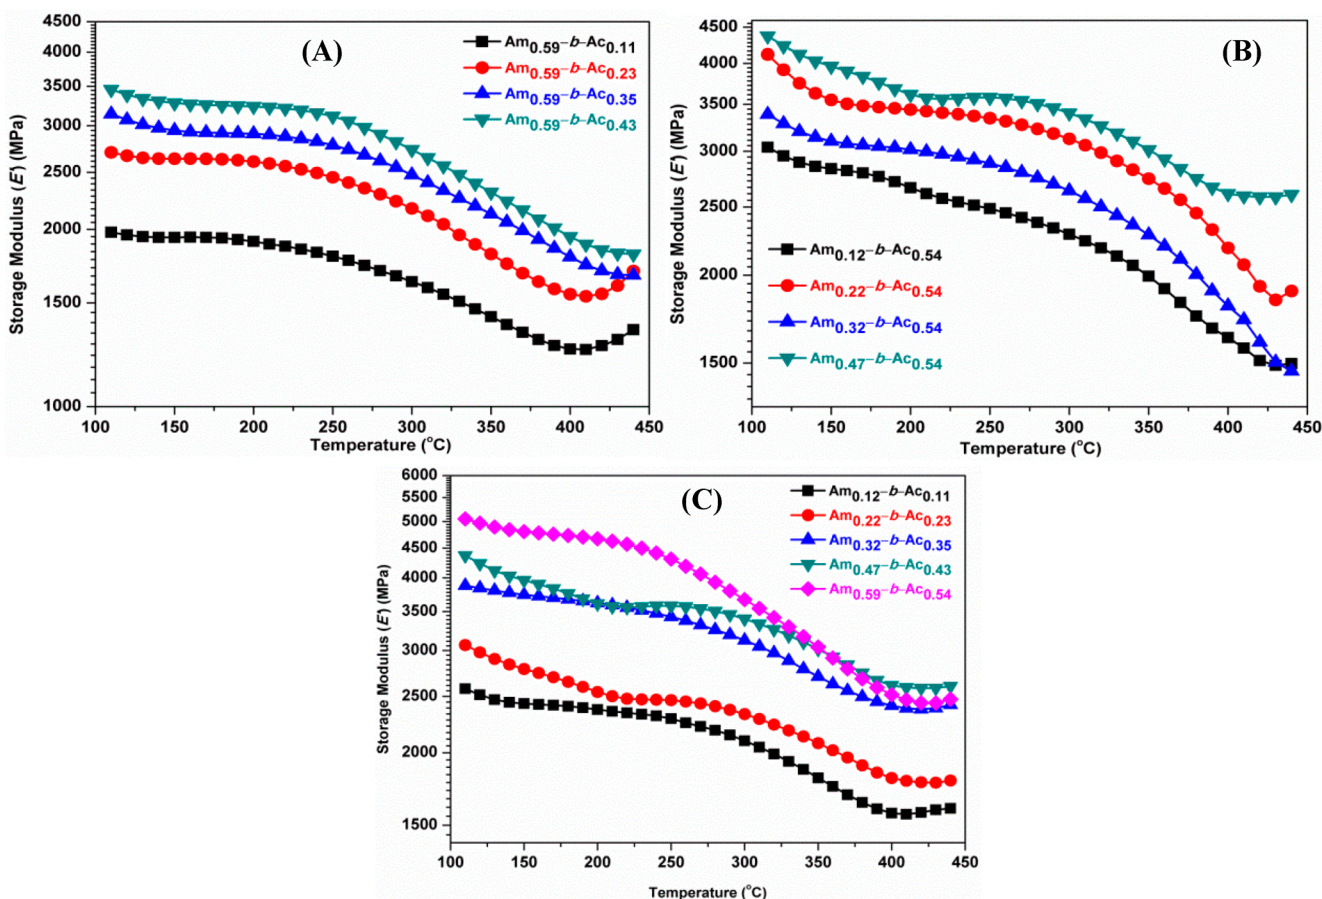 (A)
4500
4000
3500
3000
2500
2000
1500
1000
Storage Modulus (E') (MPa)
Am0.59–b–Ac0.11
Am0.59–b–Ac0.23
Am0.59–b–Ac0.35
Am0.59–b–Ac0.43
100 150 200 250 300 350 400 450
Temperature (°C)
(B)
4500
4000
3500
3000
2500
2000
1500
Storage Modulus (E') (MPa)
Am0.12–b–Ac0.54
Am0.22–b–Ac0.54
Am0.32–b–Ac0.54
Am0.47–b–Ac0.54
100 150 200 250 300 350 400 450
Temperature (°C)
(C)
6000
5000
4500
4000
3500
3000
2500
2000
1500
Storage Modulus (E') (MPa)
Am0.12–b–Ac0.11
Am0.22–b–Ac0.23
Am0.32–b–Ac0.35
Am0.47–b–Ac0.43
Am0.59–b–Ac0.54
100 150 200 250 300 350 400 450
Temperature (°C)